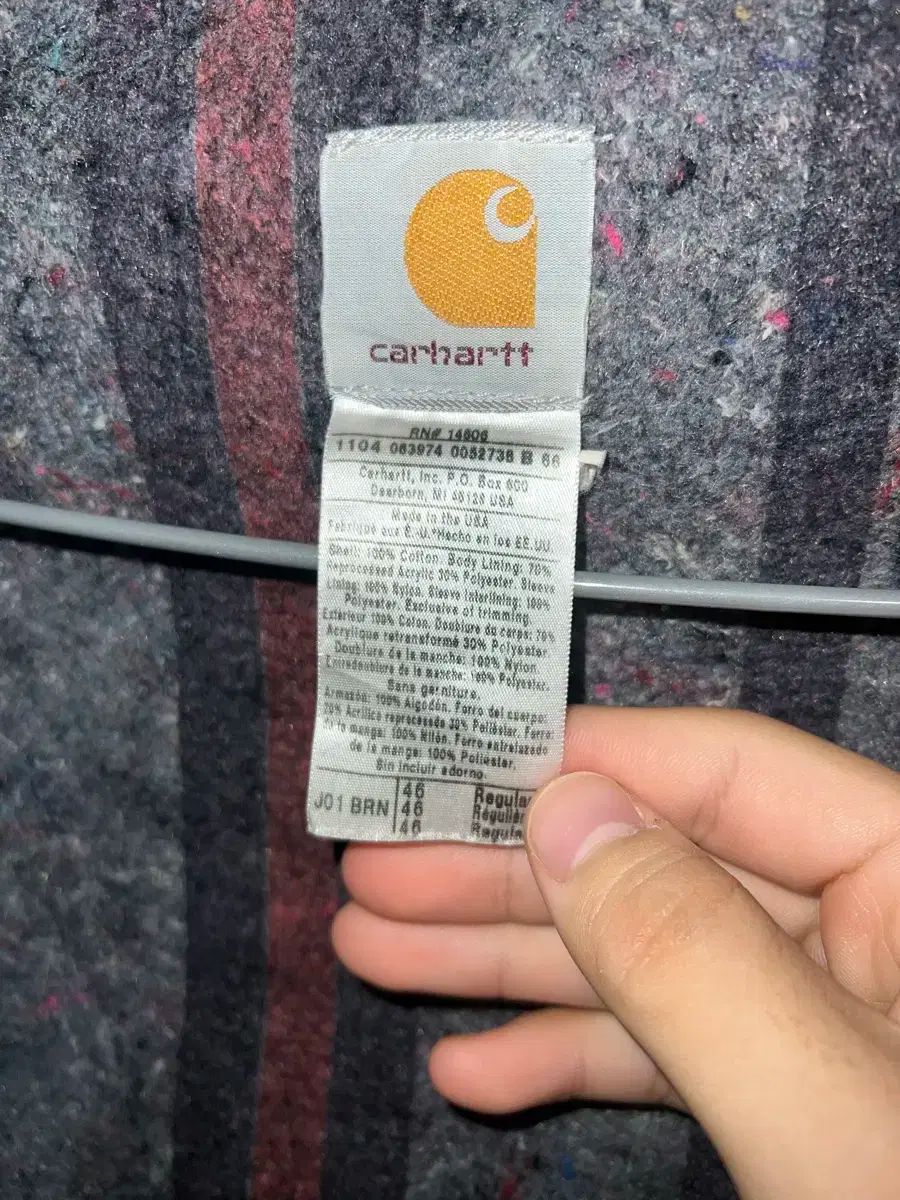 carhartt
RN# 14806
1104 063974 0052738 B 66
Carhartt, Inc. P.O. Box 600
Dearborn, MI 48126 USA
Made in the USA
Fabriqué aux É.-U.*Hecho en los EE.UU.
Shell: 100% Cotton. Body Lining: 70%
Reprocessed Acrylic 30% Polyester. Sleeve
Lining: 100% Nylon. Sleeve Interlining: 100%
Polyester. Exclusive of trimming.
Extérieur 100% Coton. Doublure du corps: 70%
Acrylique retransformé 30% Polyester
Doublure de la manche: 100% Nylon.
Entredoublure de la manche: 100% Polyester.
Sans garniture.
Armazón: 100% Algodón. Forro del cuerpo:
70% Acrílico reprocesada 30% Poliéster. Forro
de la manga: 100% Nilón. Forro entrelazado
de la manga: 100% Poliéster.
Sin incluir adorno.
J01 BRN
46 Regular
46 Régulier
46 Regula